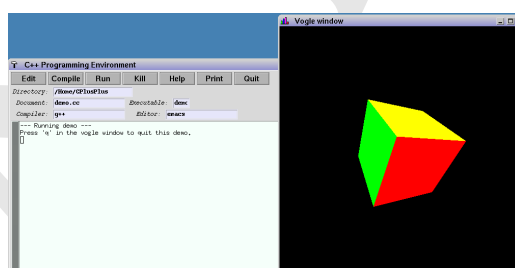 Vogle window
C++ Programming Environment
Edit Compile Run Kill Help Print Quit
Directory: /Home/CPlusPlus
Document: demo.cc Executable: demo
Compiler: g++ Editor: emacs
--- Running demo ---
Press 'q' in the vogle window to quit this demo.